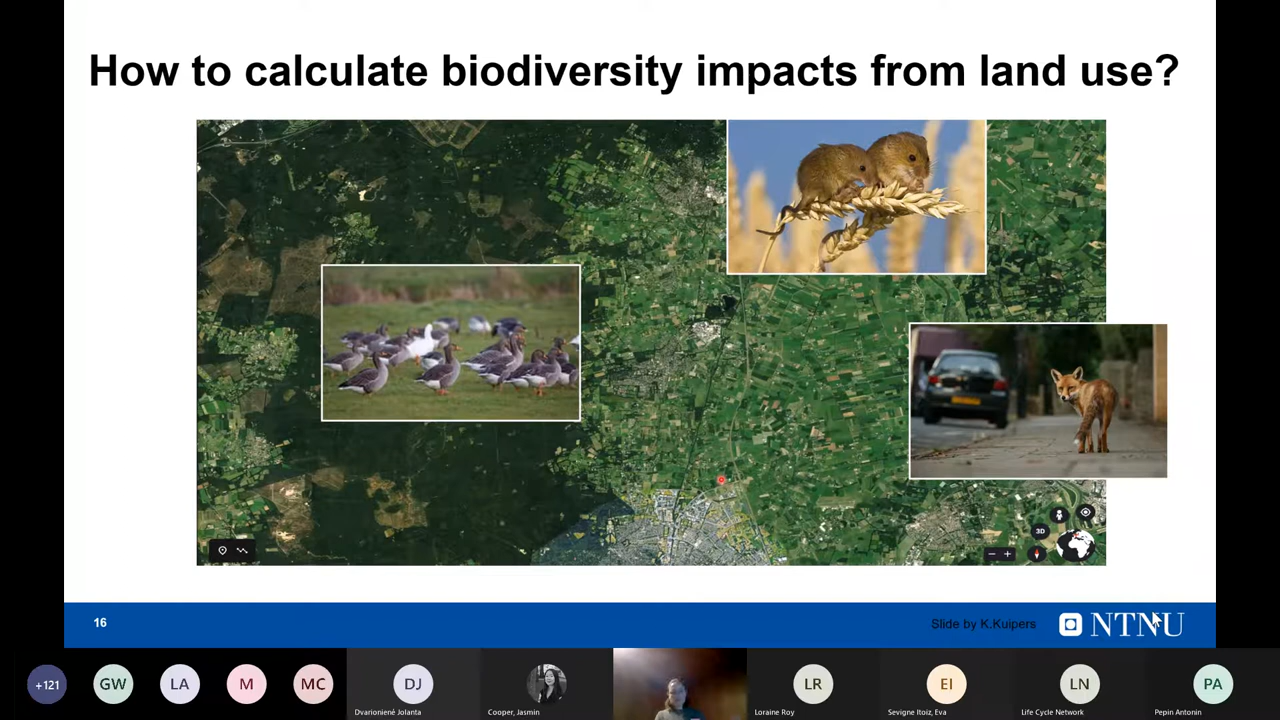 How to calculate biodiversity impacts from land use?
3D
16
Slide by K.Kuipers
NTNU
+121
GW
LA
M
MC
DJ
LR
EI
LN
PA
Dvarionienė Jolanta
Cooper, Jasmin
Loraine Roy
Sevigne Itoiz, Eva
Life Cycle Network
Pepin Antonin